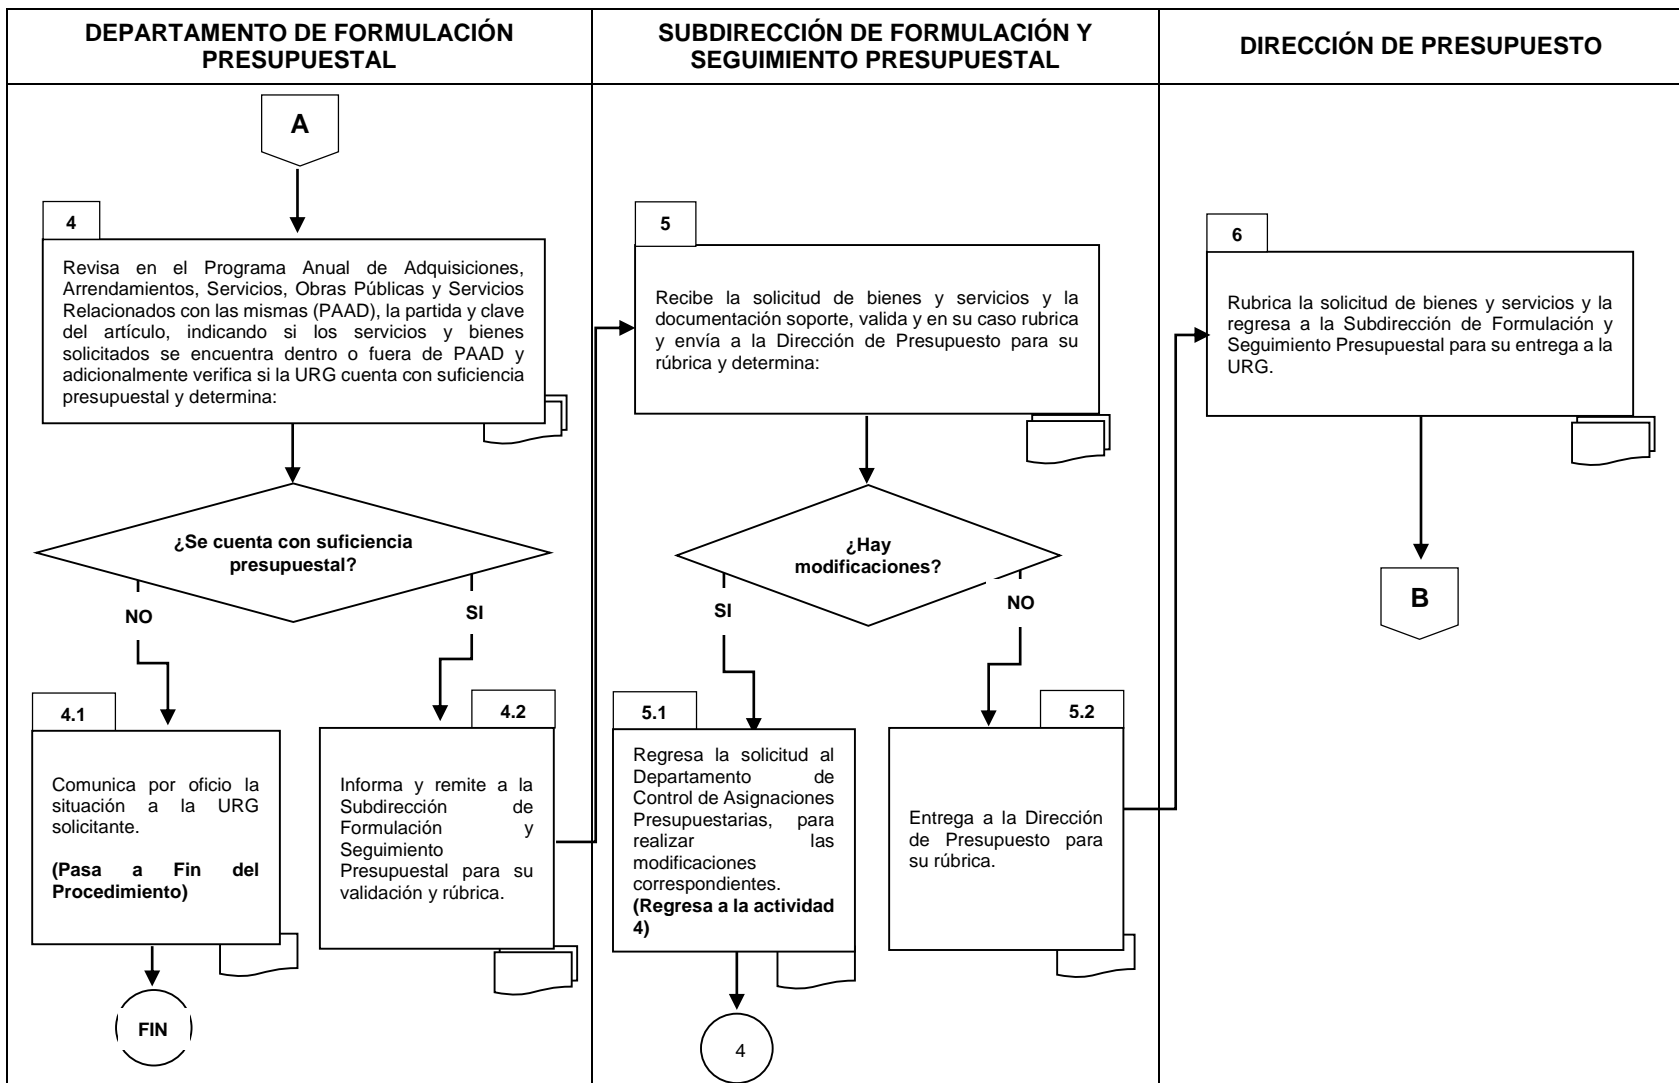 DEPARTAMENTO DE FORMULACIÓN
PRESUPUESTAL
SUBDIRECCIÓN DE FORMULACIÓN Y
SEGUIMIENTO PRESUPUESTAL
DIRECCIÓN DE PRESUPUESTO
A
4
Revisa en el Programa Anual de Adquisiciones,
Arrendamientos, Servicios, Obras Públicas y Servicios
Relacionados con las mismas (PAAD), la partida y clave
del artículo, indicando si los servicios y bienes
solicitados se encuentra dentro o fuera de PAAD y
adicionalmente verifica si la URG cuenta con suficiencia
presupuestal y determina:
¿Se cuenta con suficiencia
presupuestal?
NO
SI
4.1
Comunica por oficio la
situación a la URG
solicitante.
(Pasa a Fin del
Procedimiento)
FIN
4.2
Informa y remite a la
Subdirección de
Formulación y
Seguimiento
Presupuestal para su
validación y rúbrica.
5
Recibe la solicitud de bienes y servicios y la
documentación soporte, valida y en su caso rubrica
y envía a la Dirección de Presupuesto para su
rúbrica y determina:
¿Hay
modificaciones?
SI
NO
5.1
Regresa la solicitud al
Departamento de
Control de Asignaciones
Presupuestarias, para
realizar las
modificaciones
correspondientes.
(Regresa a la actividad
4)
4
5.2
Entrega a la Dirección
de Presupuesto para
su rúbrica.
6
Rubrica la solicitud de bienes y servicios y la
regresa a la Subdirección de Formulación y
Seguimiento Presupuestal para su entrega a la
URG.
B